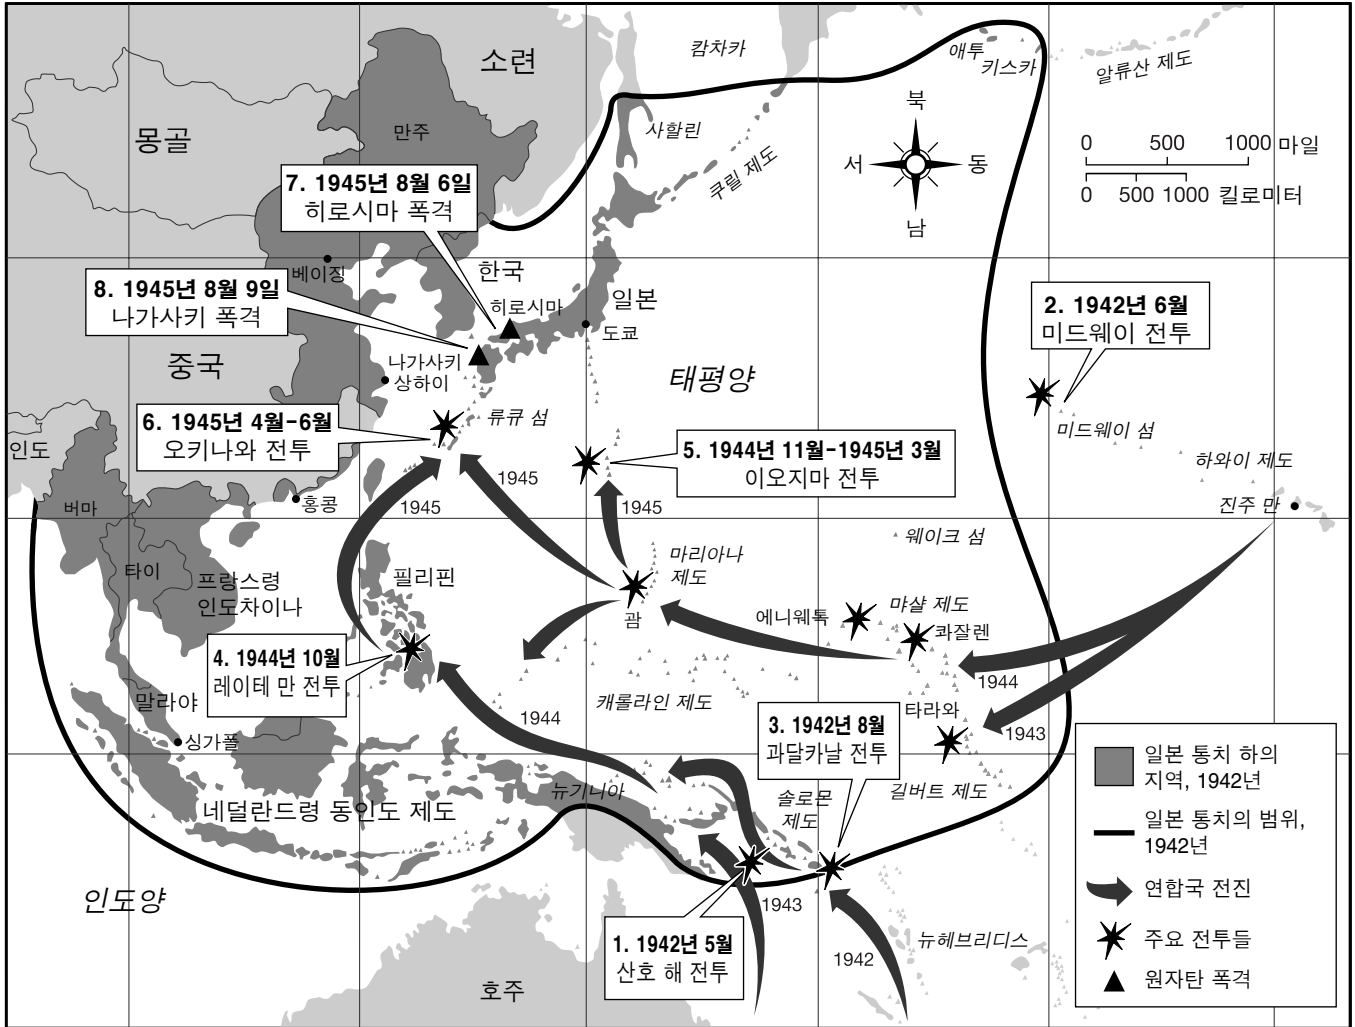 소련
캄차카
애투
키스카
알류산 제도
몽골
만주
사할린
쿠릴 제도
북
서
동
남
0 500 1000 마일
0 500 1000 킬로미터
7. 1945년 8월 6일
히로시마 폭격
8. 1945년 8월 9일
나가사키 폭격
베이징
한국
히로시마
일본
도쿄
2. 1942년 6월
미드웨이 전투
중국
나가사키
상하이
태평양
6. 1945년 4월-6월
오키나와 전투
류큐 섬
미드웨이 섬
5. 1944년 11월-1945년 3월
이오지마 전투
인도
하와이 제도
진주 만
버마
홍콩
1945
1945
1945
웨이크 섬
타이
프랑스령
인도차이나
필리핀
마리아나
제도
괌
에니웨톡
먀샬 제도
콰잘렌
4. 1944년 10월
레이테 만 전투
1944
말라야
싱가폴
1944
캐롤라인 제도
타라와
1943
3. 1942년 8월
과달카날 전투
네덜란드령 동인도 제도
뉴기니아
솔로몬
제도
길버트 제도
인도양
1943
1. 1942년 5월
산호 해 전투
1942
뉴헤브리디스
호주
일본 통치 하의
지역, 1942년
일본 통치의 범위,
1942년
연합국 전진
주요 전투들
원자탄 폭격